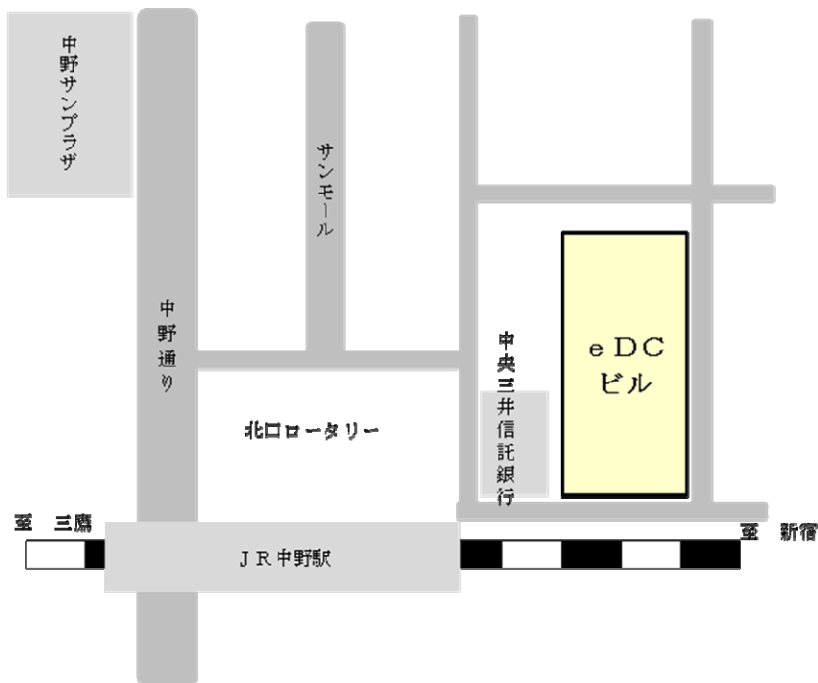 中野サンプラザ
サンモール
中野通り
中央三井信託銀行
ｅＤＣ
ビル
北口ロータリー
至　三鷹
ＪＲ中野駅
至　新宿